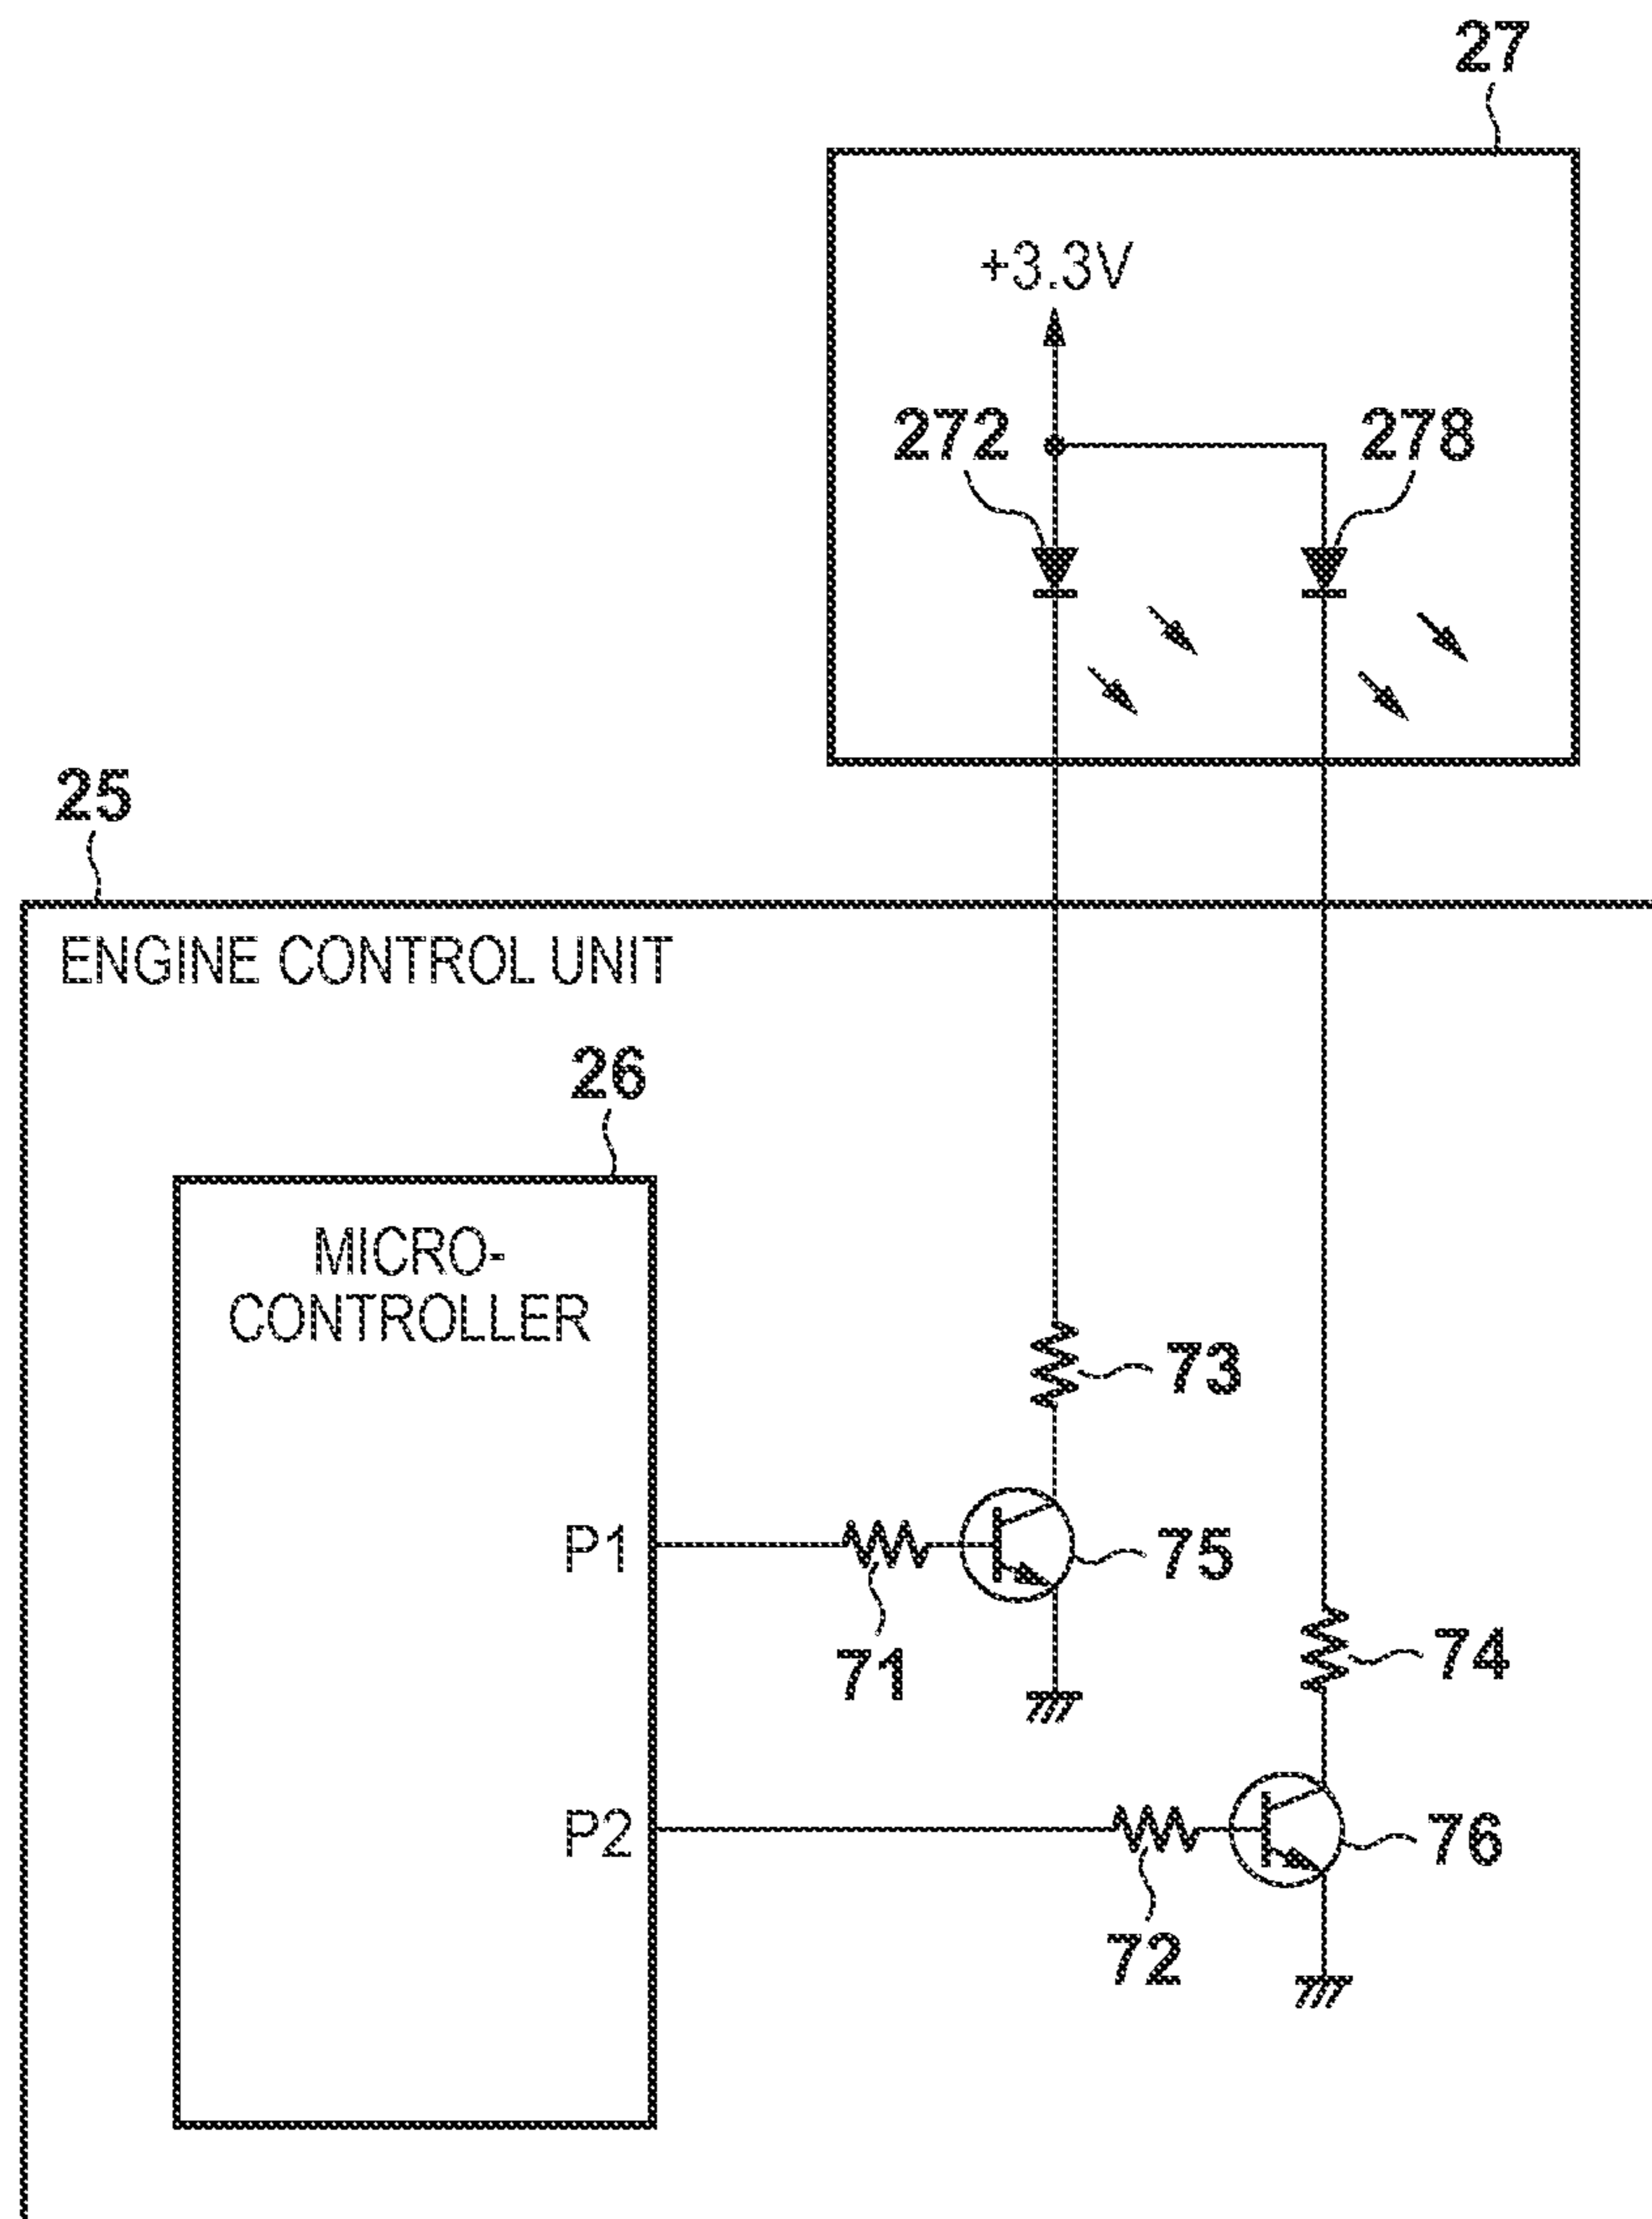 27
+3.3V
272
278
25
ENGINE CONTROL UNIT
26
MICRO-
CONTROLLER
73
P1
75
71
74
P2
76
72